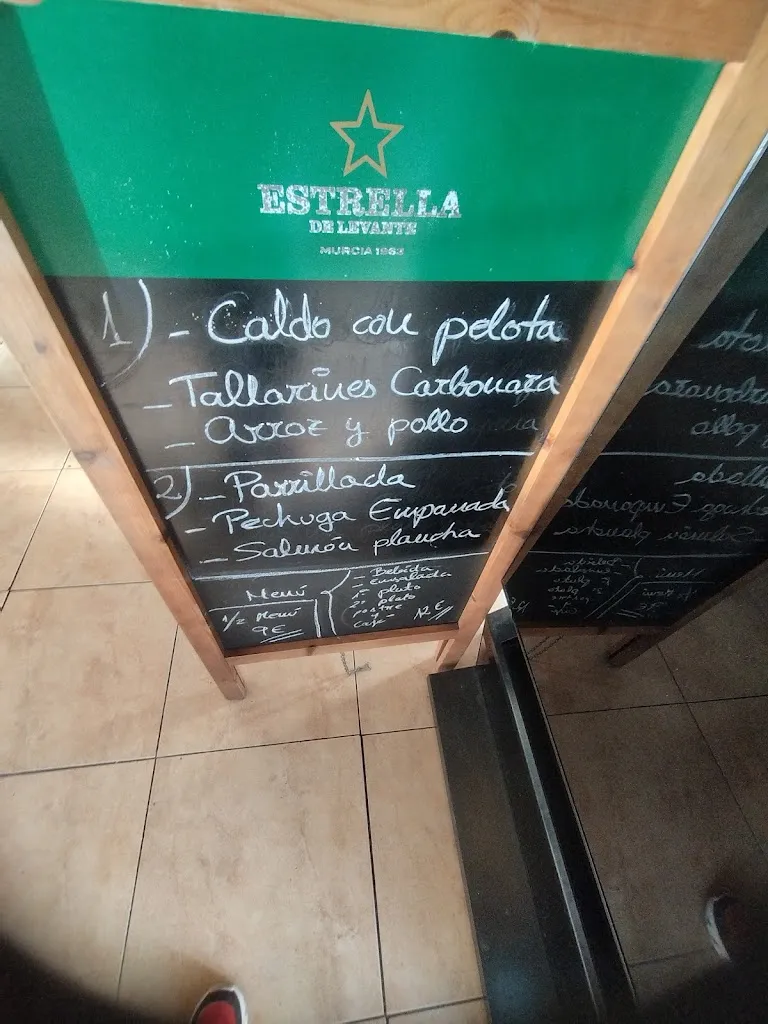 ESTRELLA
DE LEVANTE
MURCIA 1963
1) - Caldo con pelota
- Tallarines Carbonara
- Arroz y pollo
2) - Parrillada
- Pechuga Empanada
- Salmón plancha
Menú
1/2 Menú
9€
- Bebida
- ensalada
1º plato
2º plato
postre
y
café - 12€